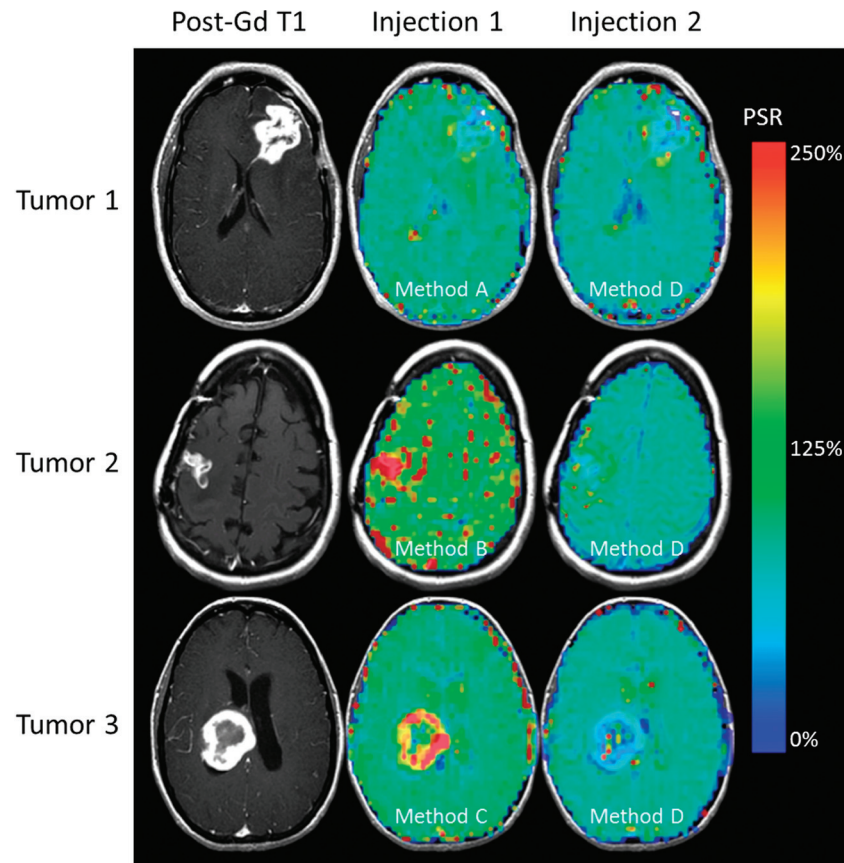 Post-Gd T1 Injection 1 Injection 2
PSR
250%
Tumor 1
Method A Method D
125%
Tumor 2
Method B Method D
Tumor 3
0%
Method C Method D